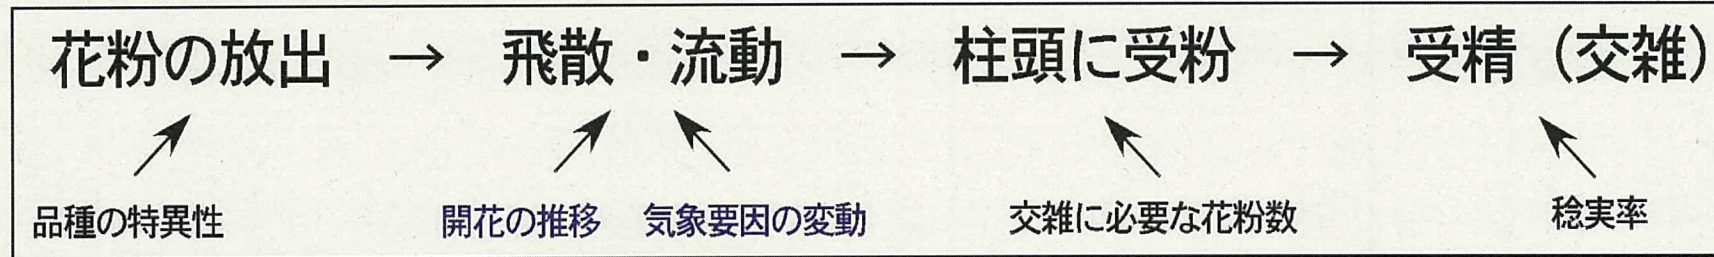 花粉の放出 → 飛散・流動 → 柱頭に受粉 → 受精（交雑）
品種の特異性 開花の推移 気象要因の変動 交雑に必要な花粉数 稔実率